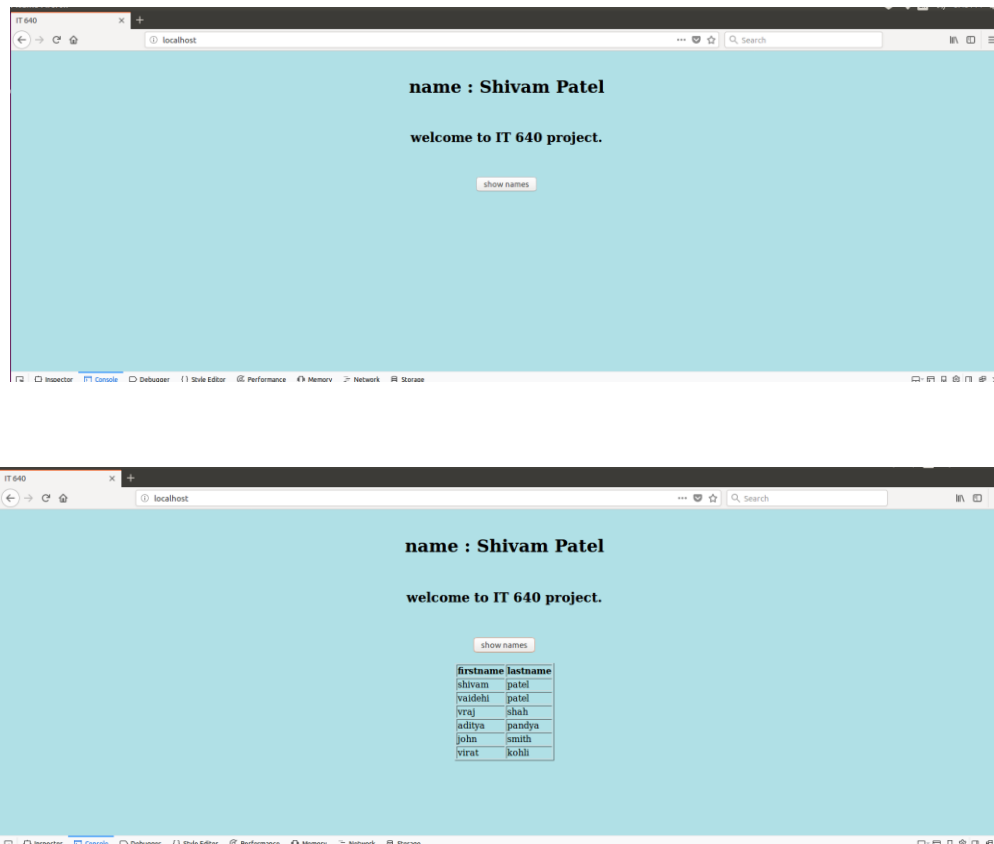 IT 640
localhost
Search
name : Shivam Patel
welcome to IT 640 project.
show names
Inspector Console Debugger {} Style Editor Performance Memory Network Storage
IT 640
localhost
Search
name : Shivam Patel
welcome to IT 640 project.
show names
firstname lastname
shivam patel
vaidehi patel
vraj shah
aditya pandya
john smith
virat kohli
Inspector Console Debugger {} Style Editor Performance Memory Network Storage